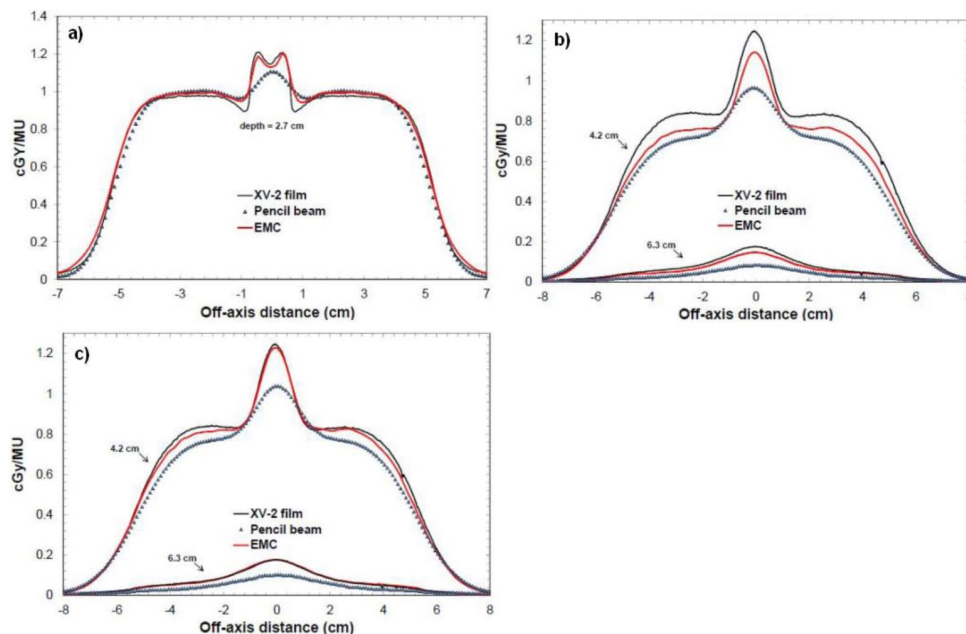 a)
cGY/MU
1.4
1.2
1
0.8
0.6
0.4
0.2
0
depth = 2.7 cm
XV-2 film
Pencil beam
EMC
-7 -5 -3 -1 1 3 5 7
Off-axis distance (cm)
b)
cGy/MU
1.2
1
0.8
0.6
0.4
0.2
0
4.2 cm
XV-2 film
Pencil beam
EMC
6.3 cm
-8 -6 -4 -2 0 2 4 6 8
Off-axis distance (cm)
c)
cGy/MU
1.2
1
0.8
0.6
0.4
0.2
0
4.2 cm
XV-2 film
Pencil beam
EMC
6.3 cm
-8 -6 -4 -2 0 2 4 6 8
Off-axis distance (cm)